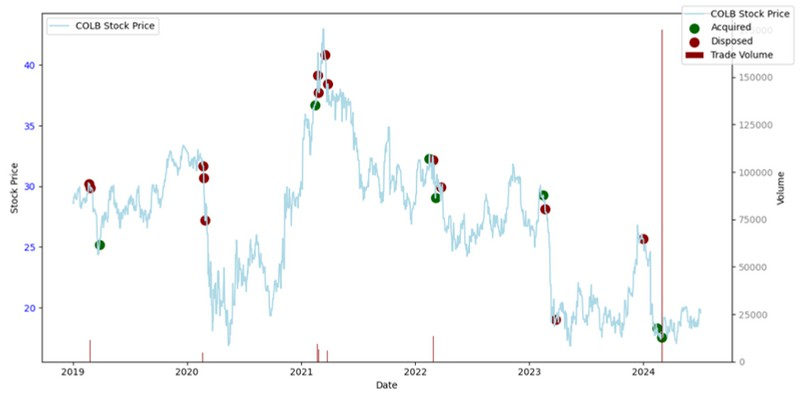 COLB Stock Price
COLB Stock Price
Acquired
Disposed
Trade Volume
40
35
30
25
20
Stock Price
150000
125000
100000
75000
50000
25000
0
Volume
2019 2020 2021 2022 2023 2024
Date